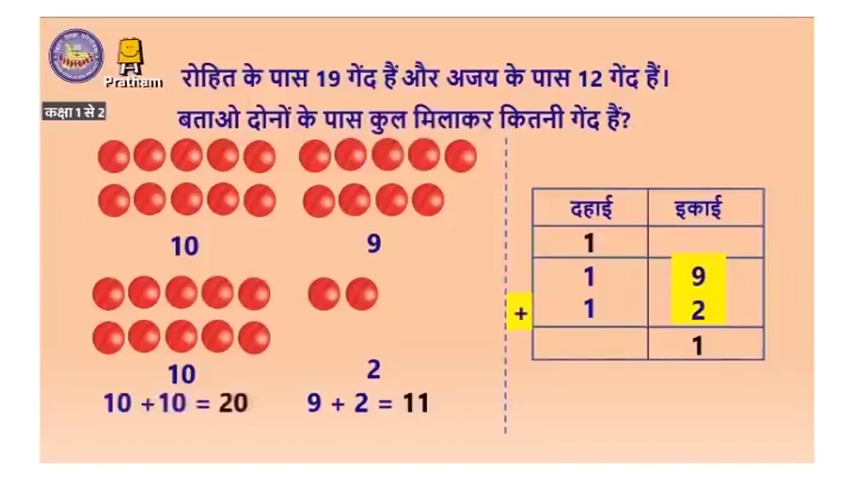 Pratham
रोहित के पास 19 गेंद हैं और अजय के पास 12 गेंद हैं।
कक्षा 1 से 2
बताओ दोनों के पास कुल मिलाकर कितनी गेंद हैं?
10 9
10 2
10 +10 = 20 9 + 2 = 11
दहाई इकाई
1
1 9
+ 1 2
1